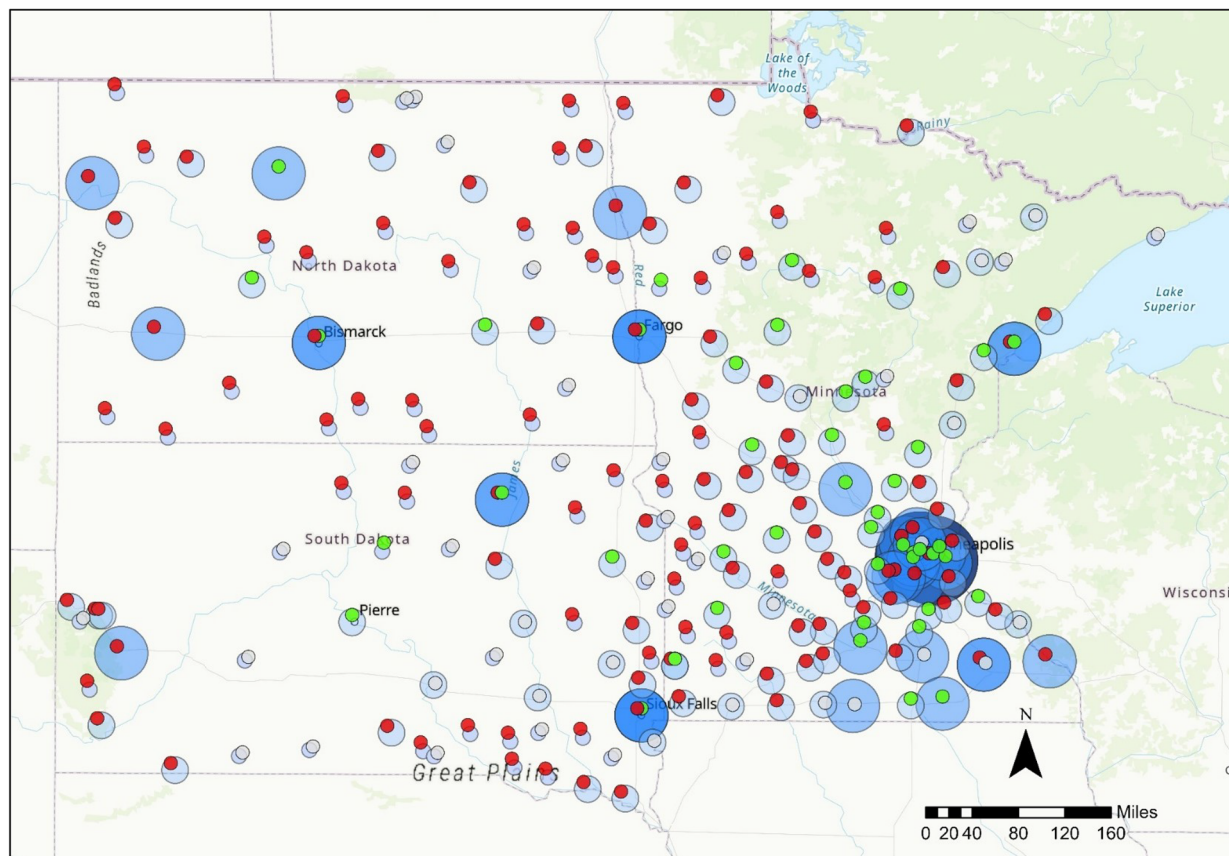 Lake of
the
Woods
Rainy
Badlands
North Dakota
Red
Lake
Superior
Bismarck
Fargo
Minnesota
James
South Dakota
neapolis
Minnesota
Wisconsi
Pierre
Sioux Falls
N
Great Plains
Miles
0 20 40 80 120 160